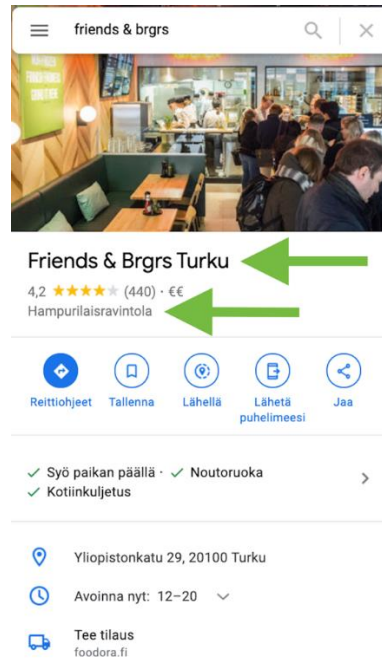 friends & brgrs
Friends & Brgrs Turku
4,2 ★★★★★ (440) · €€
Hampurilaisravintola
Reittiohjeet
Tallenna
Lähellä
Lähetä
puhelimeesi
Jaa
✓ Syö paikan päällä · ✓ Noutoruoka
✓ Kotiinkuljetus
Yliopistonkatu 29, 20100 Turku
Avoinna nyt: 12–20
Tee tilaus
foodora.fi